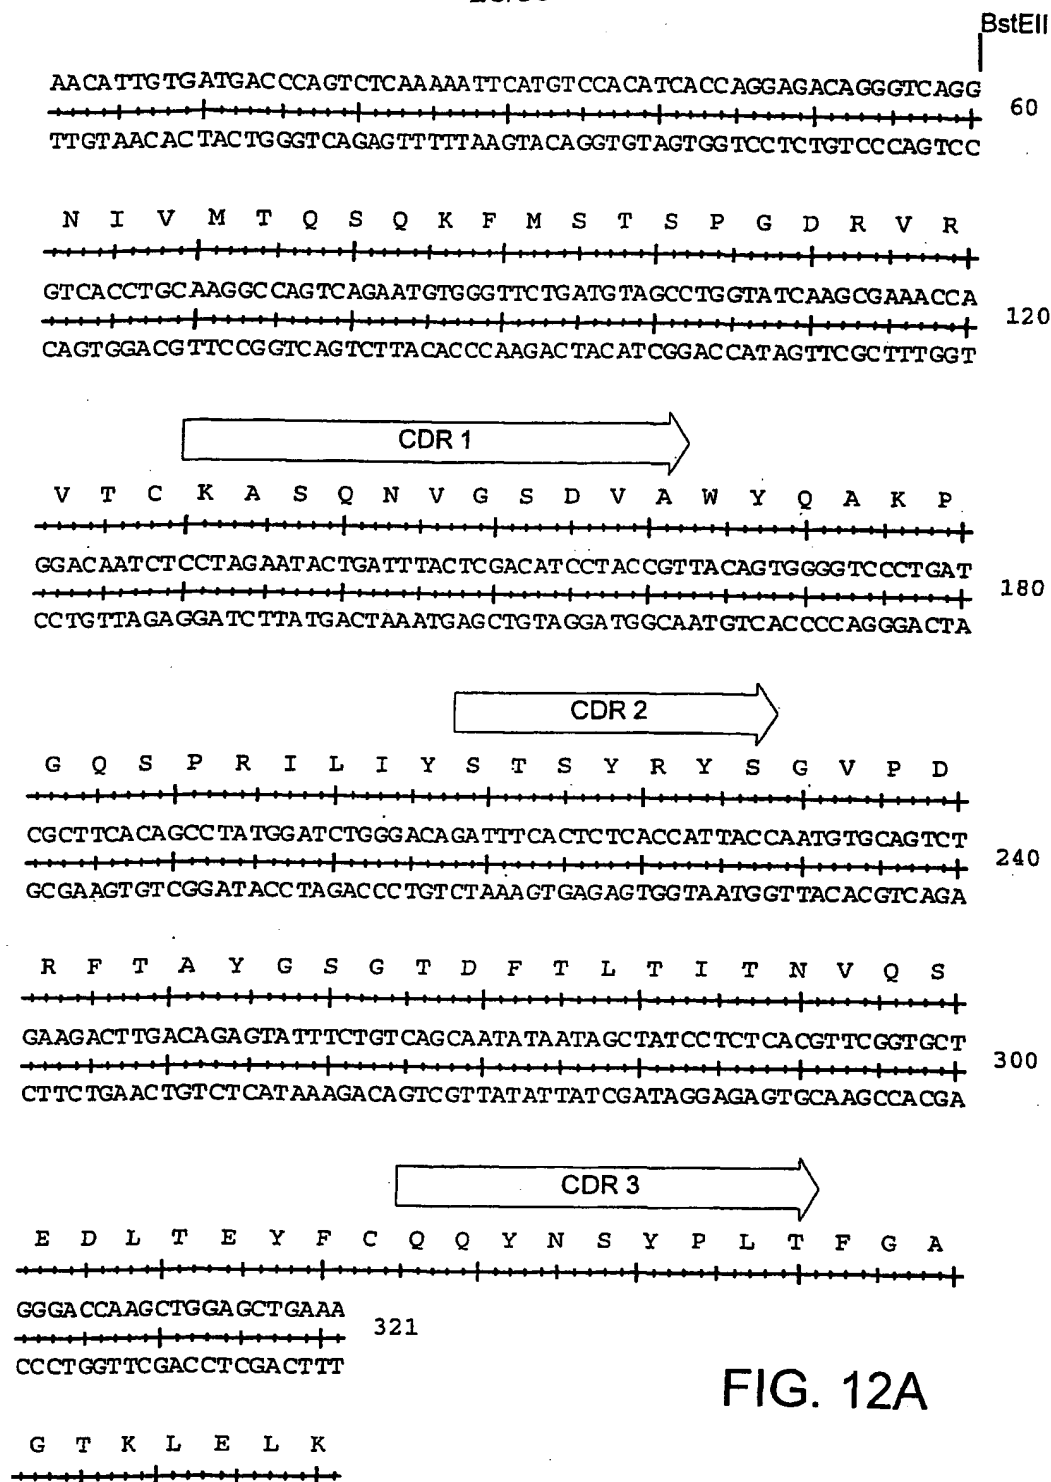 BstEII
AACATTGTGATGACCCAGTCTCAAAAATTCATGTCCACATCACCAGGAGACAGGGTCAGG
60
TTGTAACACTACTGGGTCAGAGTTTTTAAGTACAGGTGTAGTGGTCCTCTGTCCCAGTCC
N I V M T Q S Q K F M S T S P G D R V R
GTCACCTGCAAGGCCAGTCAGAATGTGGGTTCTGATGTAGCCTGGTATCAAGCGAAACCA
120
CAGTGGACGTTCCGGTCAGTCTTACACCCAAGACTACATCGGACCATAGTTCGCTTTGGT
CDR 1
V T C K A S Q N V G S D V A W Y Q A K P
GGACAATCTCCTAGAATACTGATTTACTCGACATCCTACCGTTACAGTGGGGTCCCTGAT
180
CCTGTTAGAGGATCTTATGACTAAATGAGCTGTAGGATGGCAATGTCACCCCAGGGACTA
CDR 2
G Q S P R I L I Y S T S Y R Y S G V P D
CGCTTCACAGCCTATGGATCTGGGACAGATTTCACTCTCACCATTACCAATGTGCAGTCT
240
GCGAAGTGTCGGATACCTAGACCCTGTCTAAAGTGAGAGTGGTAATGGTTACACGTCAGA
R F T A Y G S G T D F T L T I T N V Q S
GAAGACTTGACAGAGTATTTCTGTCAGCAATATAATAGCTATCCTCTCACGTTCGGTGCT
300
CTTCTGAACTGTCTCATAAAGACAGTCGTTATATTATCGATAGGAGAGTGCAAGCCACGA
CDR 3
E D L T E Y F C Q Q Y N S Y P L T F G A
GGGACCAAGCTGGAGCTGAAA
321
CCCTGGTTCGACCTCGACTTT
FIG. 12A
G T K L E L K